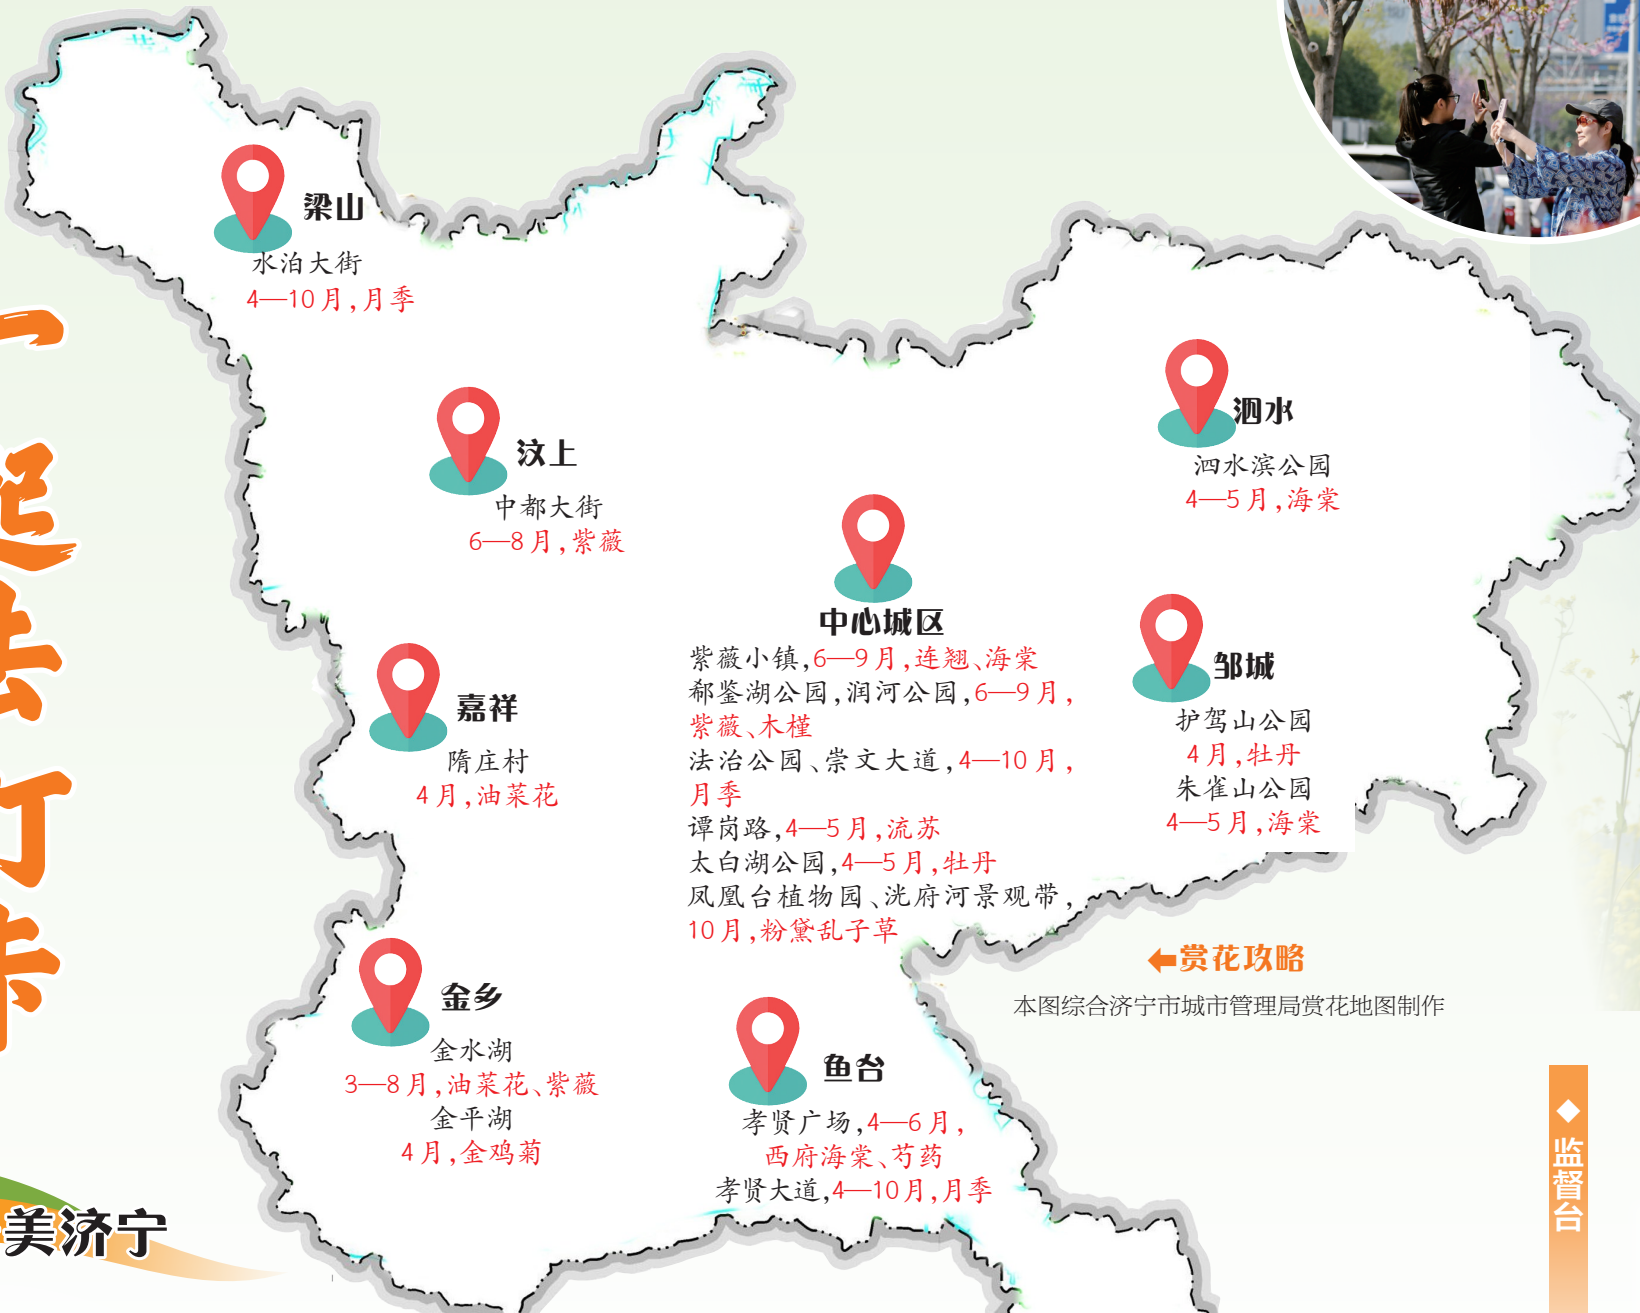 一
起
去
打
卡
梁山
水泊大街
4—10月,月季
汶上
中都大街
6—8月,紫薇
泗水
泗水滨公园
4—5月,海棠
中心城区
紫薇小镇,6—9月,连翘、海棠
郗鉴湖公园,润河公园,6—9月,
紫薇、木槿
法治公园、崇文大道,4—10月,
月季
谭岗路,4—5月,流苏
太白湖公园,4—5月,牡丹
凤凰台植物园、洸府河景观带,
10月,粉黛乱子草
邹城
护驾山公园
4月,牡丹
朱雀山公园
4—5月,海棠
嘉祥
隋庄村
4月,油菜花
金乡
金水湖
3—8月,油菜花、紫薇
金平湖
4月,金鸡菊
鱼台
孝贤广场,4—6月,
西府海棠、芍药
孝贤大道,4—10月,月季
赏花攻略
本图综合济宁市城市管理局赏花地图制作
美济宁
监督台